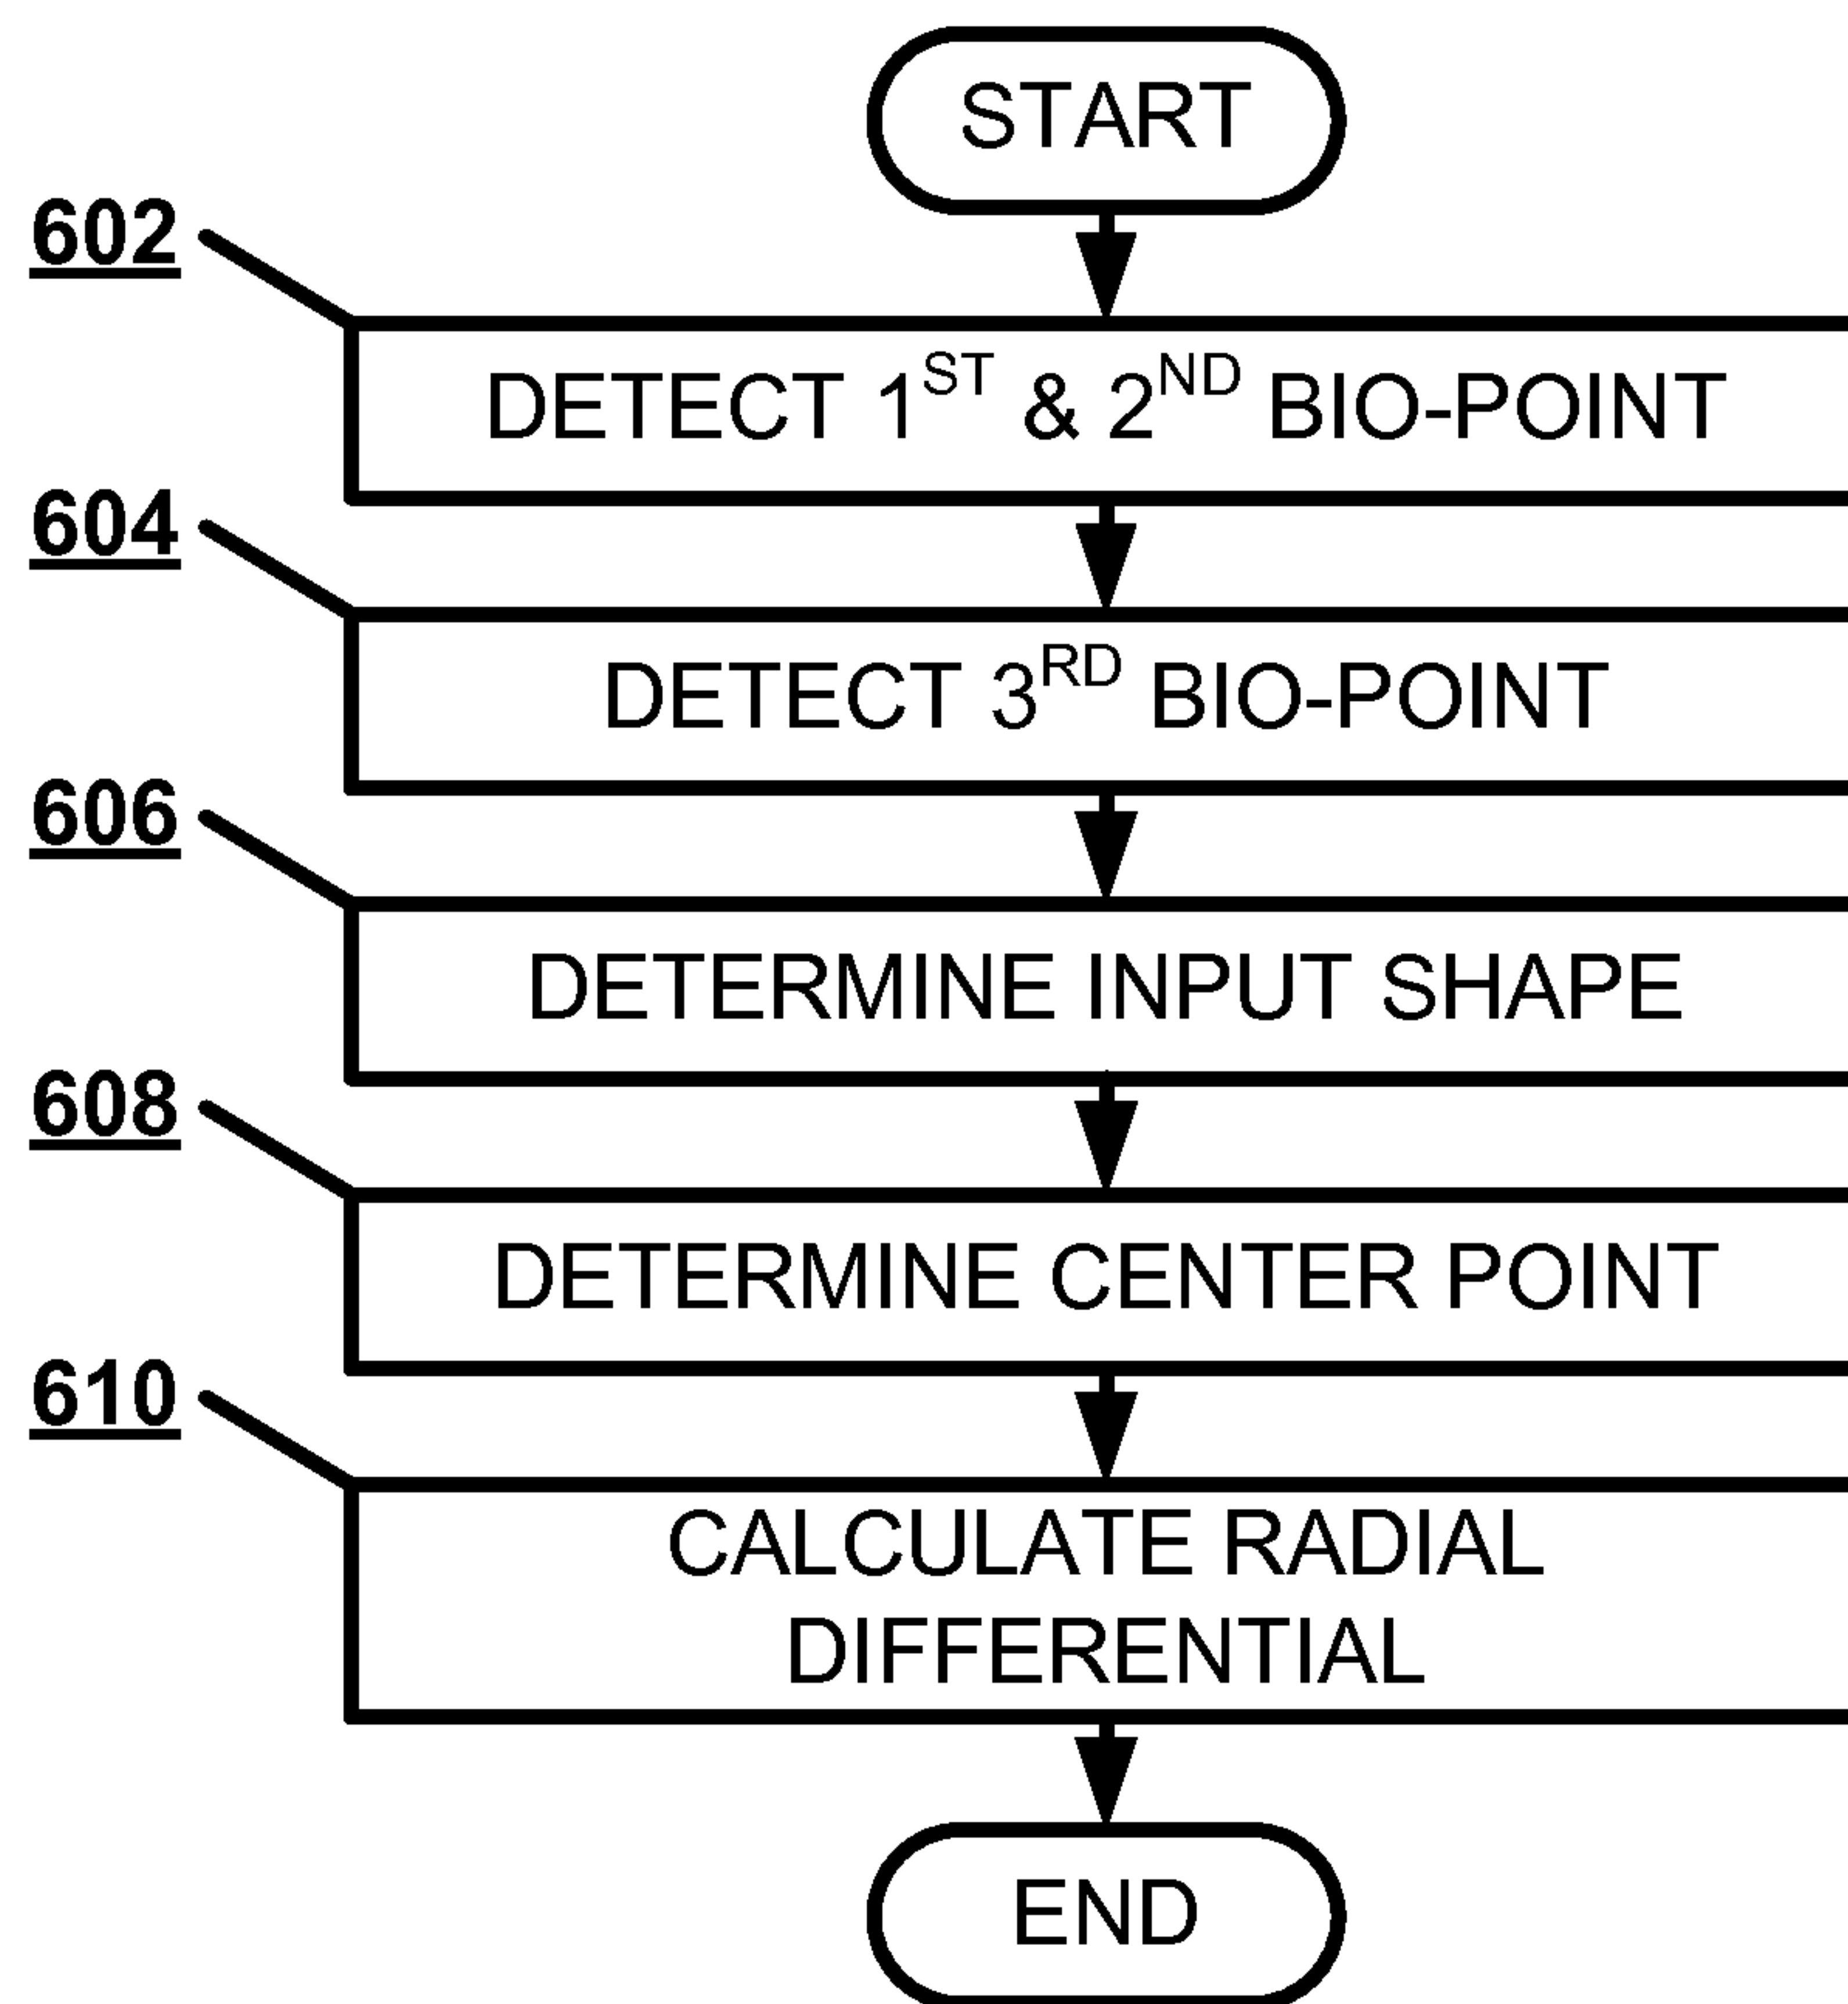 START
602
DETECT 1ST & 2ND BIO-POINT
604
DETECT 3RD BIO-POINT
606
DETERMINE INPUT SHAPE
608
DETERMINE CENTER POINT
610
CALCULATE RADIAL
DIFFERENTIAL
END